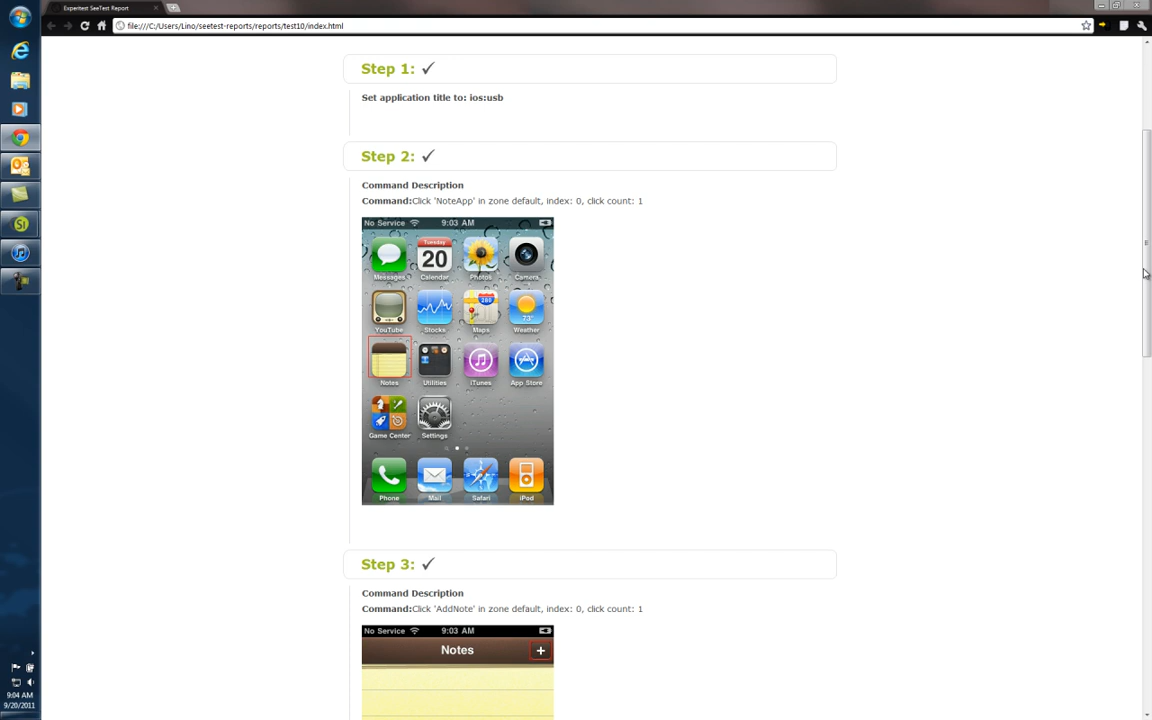 Experitest SeeTest Report
file:///C:/Users/Lino/seetest-reports/reports/test10/index.html
Step 1: ✓
Set application title to: ios:usb
Step 2: ✓
Command Description
Command:Click 'NoteApp' in zone default, index: 0, click count: 1
No Service 9:03 AM
Tuesday
20
280
Messages Calendar Photos Camera
73°
YouTube Stocks Maps Weather
Notes Utilities iTunes App Store
Game Center Settings
Phone Mail Safari iPod
Step 3: ✓
Command Description
Command:Click 'AddNote' in zone default, index: 0, click count: 1
No Service 9:03 AM
Notes +
Si
9:04 AM
9/20/2011